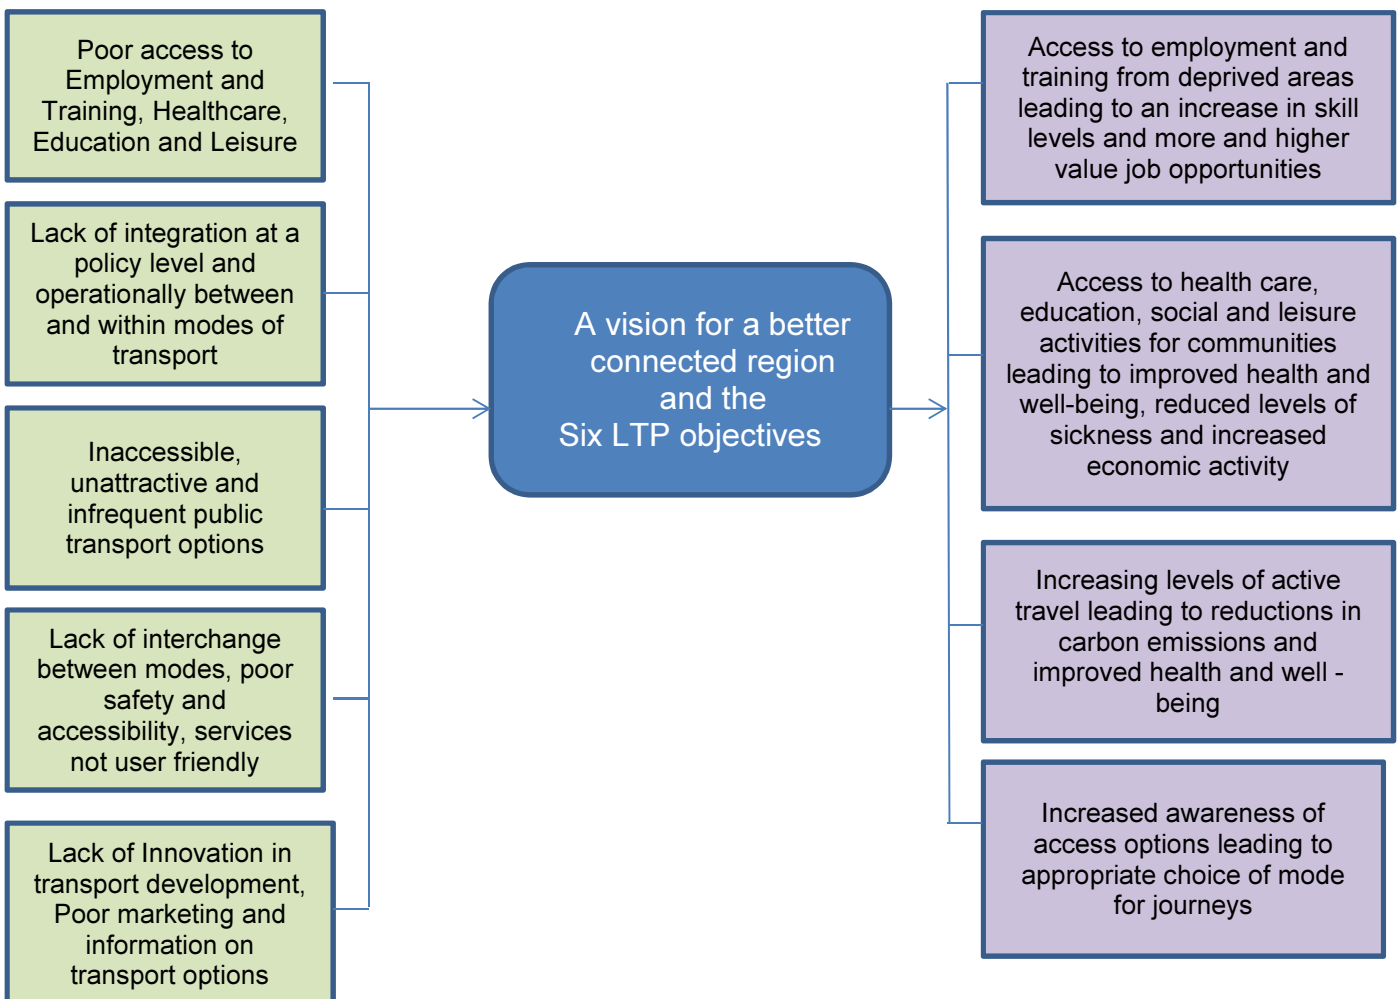 Poor access to
Employment and
Training, Healthcare,
Education and Leisure
Lack of integration at a
policy level and
operationally between
and within modes of
transport
Inaccessible,
unattractive and
infrequent public
transport options
Lack of interchange
between modes, poor
safety and
accessibility, services
not user friendly
Lack of Innovation in
transport development,
Poor marketing and
information on
transport options
A vision for a better
connected region
and the
Six LTP objectives
Access to employment and
training from deprived areas
leading to an increase in skill
levels and more and higher
value job opportunities
Access to health care,
education, social and leisure
activities for communities
leading to improved health and
well-being, reduced levels of
sickness and increased
economic activity
Increasing levels of active
travel leading to reductions in
carbon emissions and
improved health and well -
being
Increased awareness of
access options leading to
appropriate choice of mode
for journeys